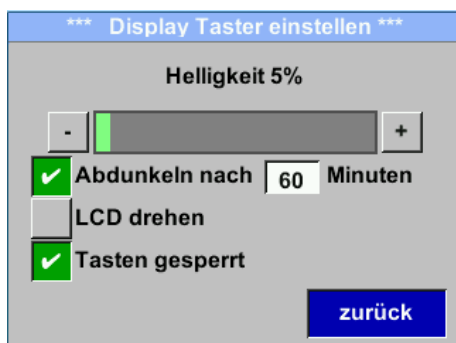 *** Display Taster einstellen ***
Helligkeit 5%
- +
Abdunkeln nach 60 Minuten
LCD drehen
Tasten gesperrt
zurück